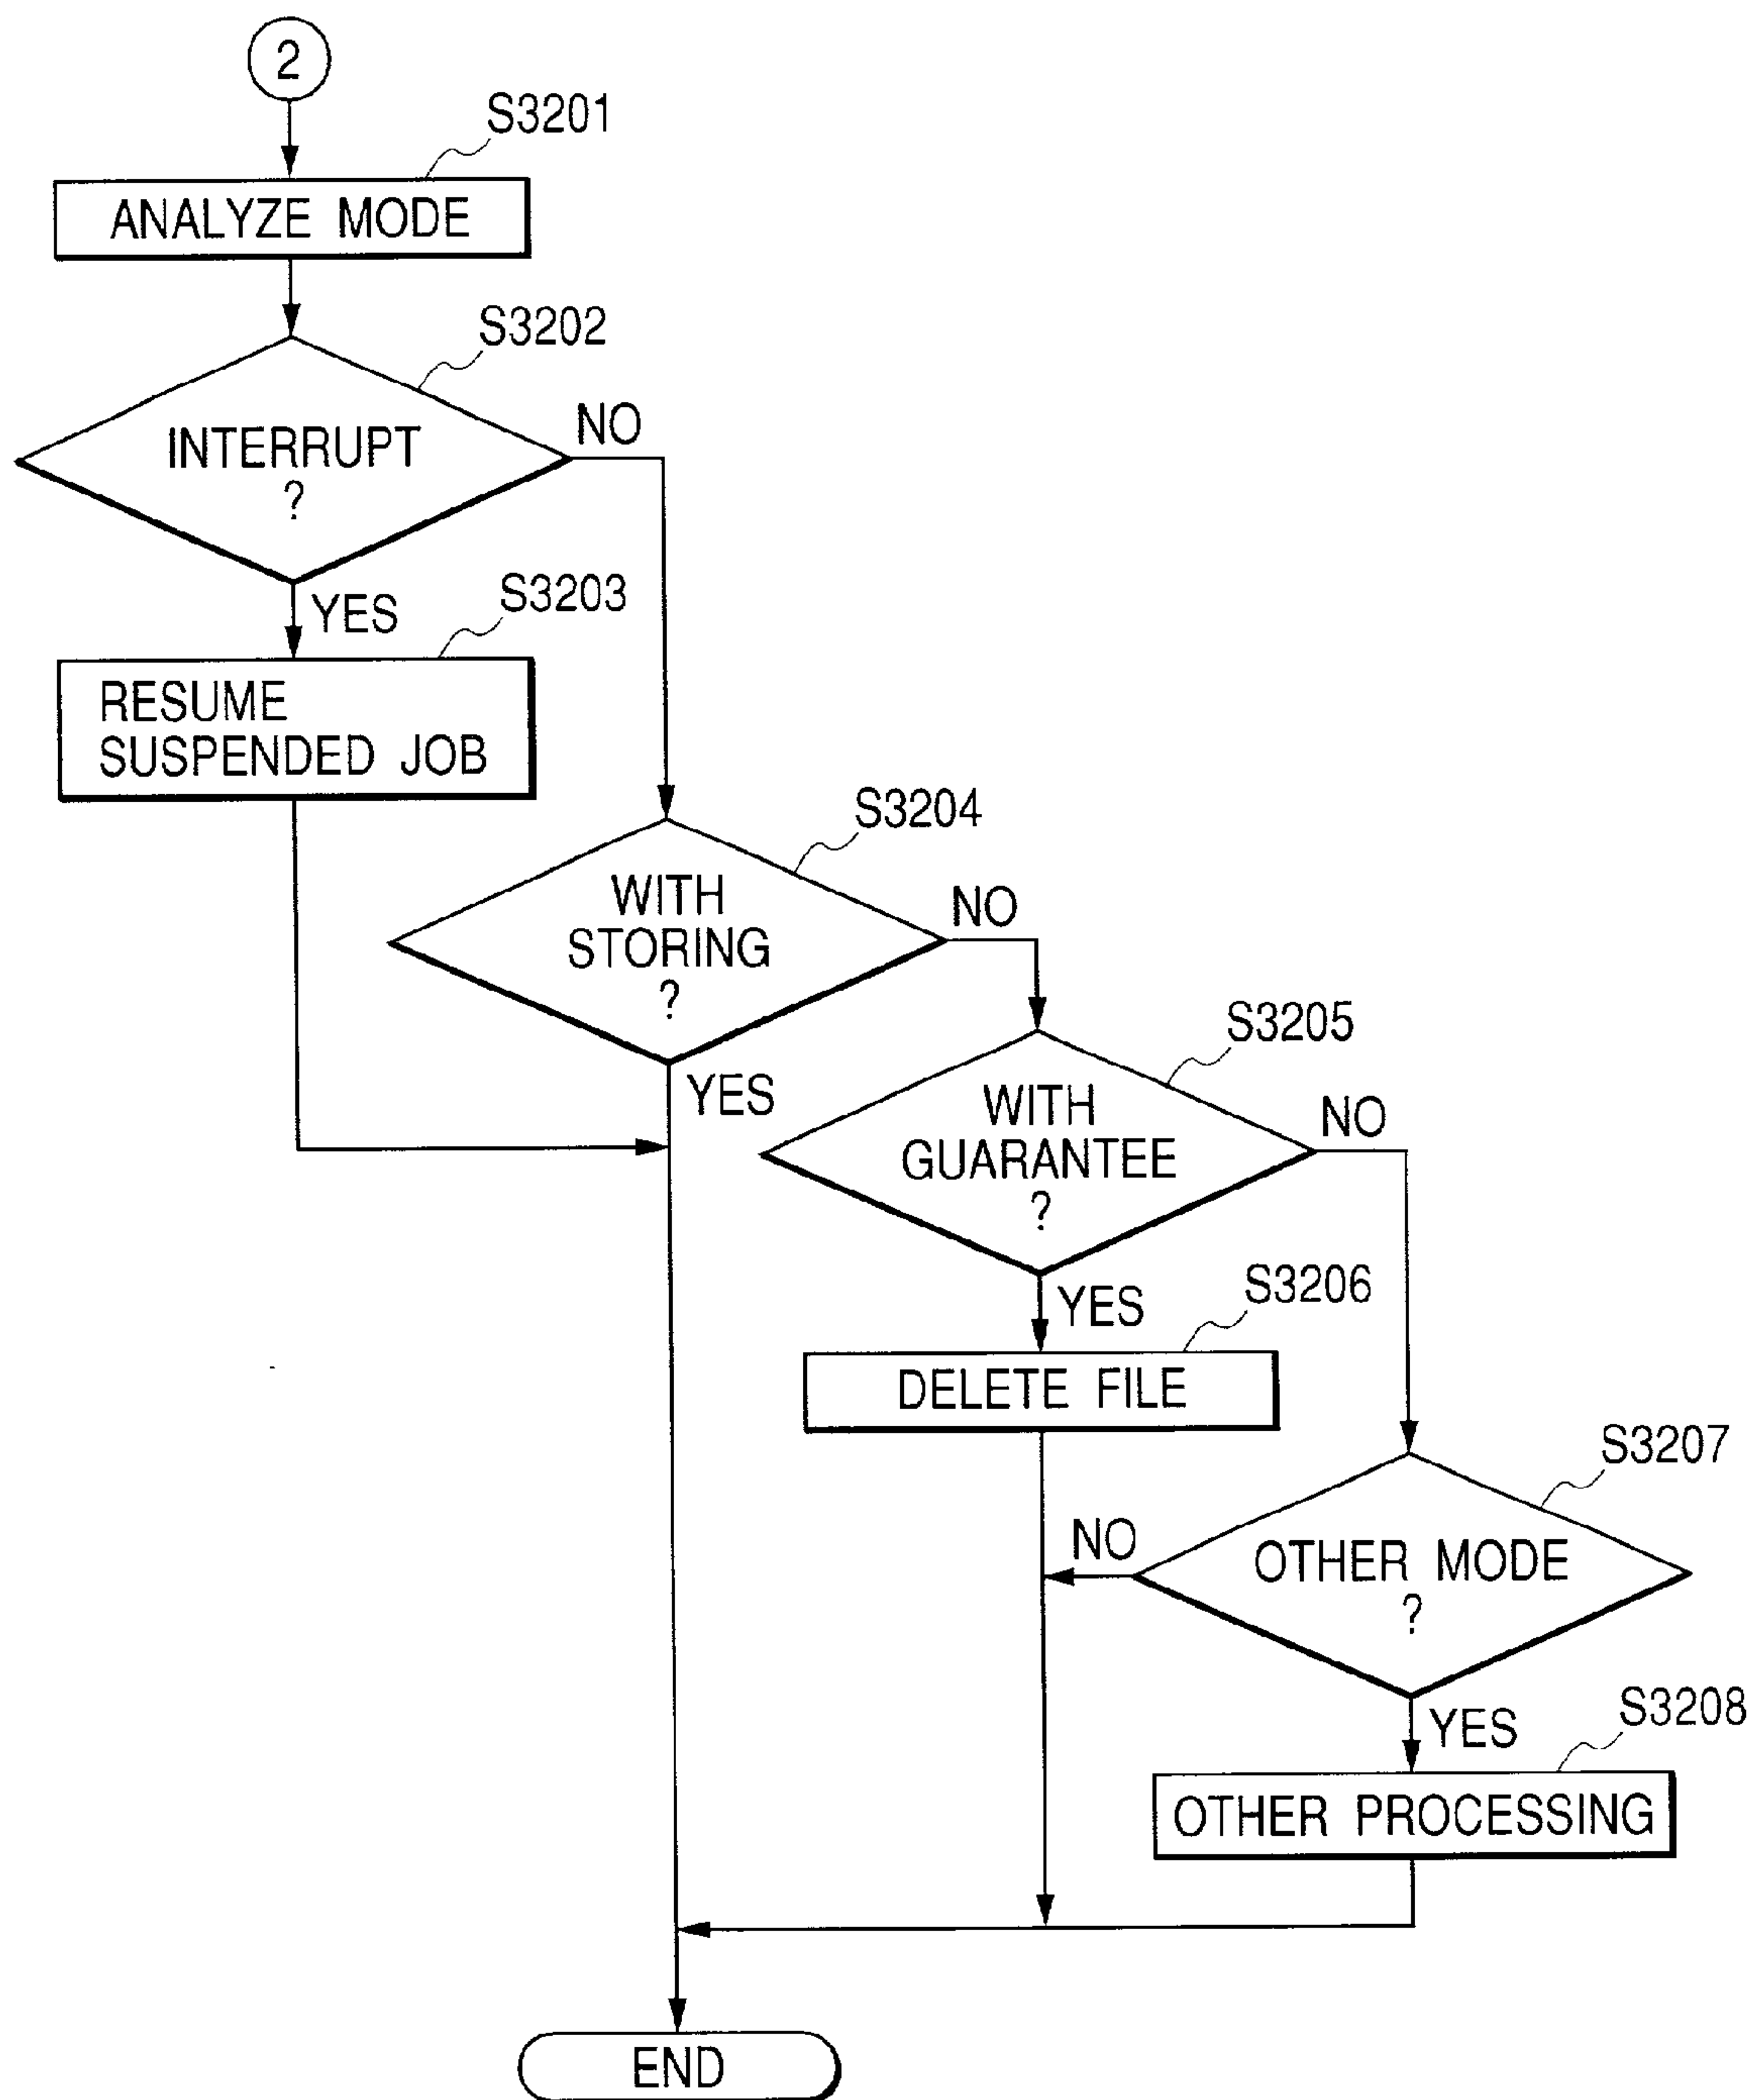 2
S3201
ANALYZE MODE
S3202
INTERRUPT
?
NO
YES
S3203
RESUME
SUSPENDED JOB
S3204
WITH
STORING
?
NO
YES
S3205
WITH
GUARANTEE
?
NO
YES
S3206
DELETE FILE
S3207
OTHER MODE
?
NO
YES
S3208
OTHER PROCESSING
END